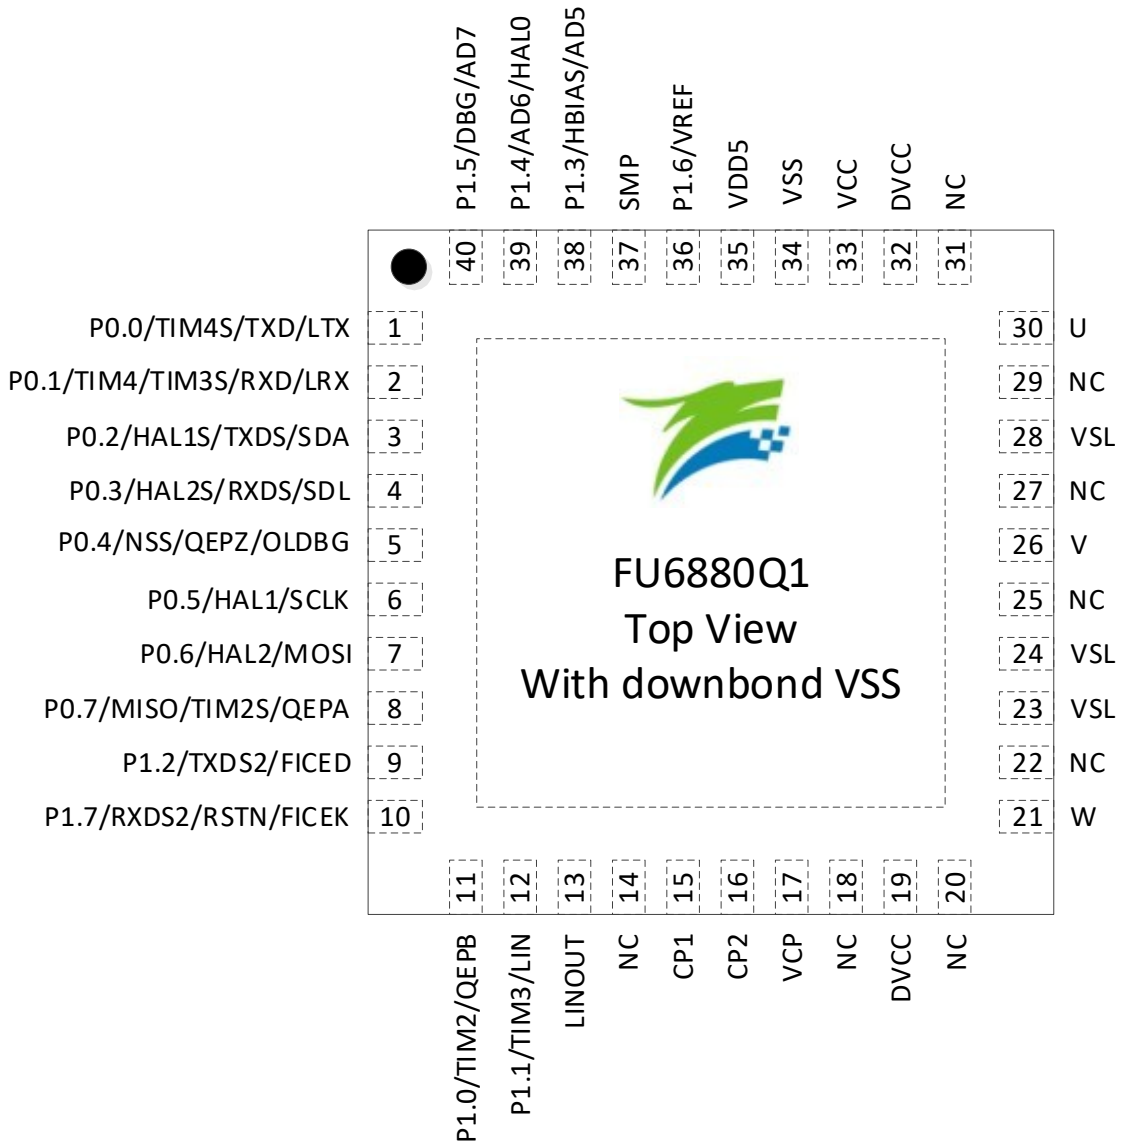 P1.5/DBG/AD7
P1.4/AD6/HAL0
P1.3/HBIAS/AD5
SMP
P1.6/VREF
VDD5
VSS
VCC
DVCC
NC
40
39
38
37
36
35
34
33
32
31
P0.0/TIM4S/TXD/LTX 1
P0.1/TIM4/TIM3S/RXD/LRX 2
P0.2/HAL1S/TXDS/SDA 3
P0.3/HAL2S/RXDS/SDL 4
P0.4/NSS/QEPZ/OLDBG 5
P0.5/HAL1/SCLK 6
P0.6/HAL2/MOSI 7
P0.7/MISO/TIM2S/QEPA 8
P1.2/TXDS2/FICED 9
P1.7/RXDS2/RSTN/FICEK 10
FU6880Q1
Top View
With downbond VSS
30 U
29 NC
28 VSL
27 NC
26 V
25 NC
24 VSL
23 VSL
22 NC
21 W
11
12
13
14
15
16
17
18
19
20
P1.0/TIM2/QEPB
P1.1/TIM3/LIN
LINOUT
NC
CP1
CP2
VCP
NC
DVCC
NC